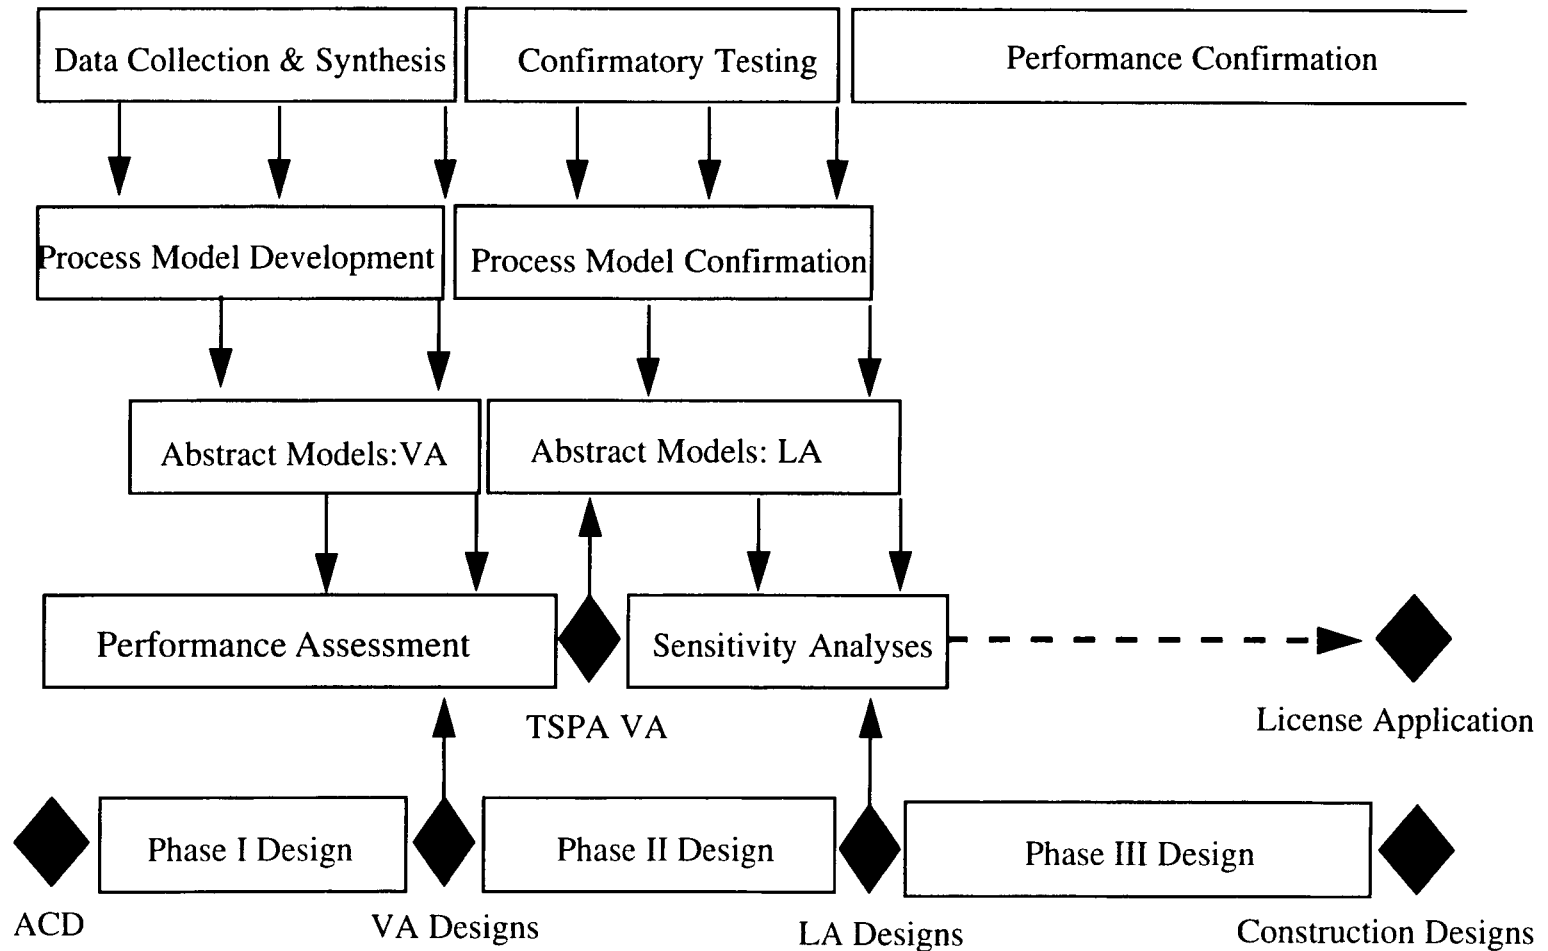 Data Collection & Synthesis
Confirmatory Testing
Performance Confirmation
Process Model Development
Process Model Confirmation
Abstract Models:VA
Abstract Models: LA
Performance Assessment
Sensitivity Analyses
TSPA VA
License Application
Phase I Design
Phase II Design
Phase III Design
ACD
VA Designs
LA Designs
Construction Designs